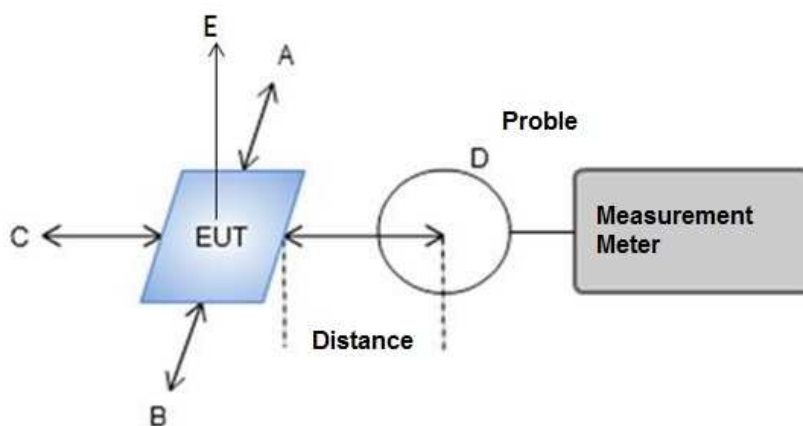 E
A
Proble
D
C
EUT
Measurement
Meter
Distance
B